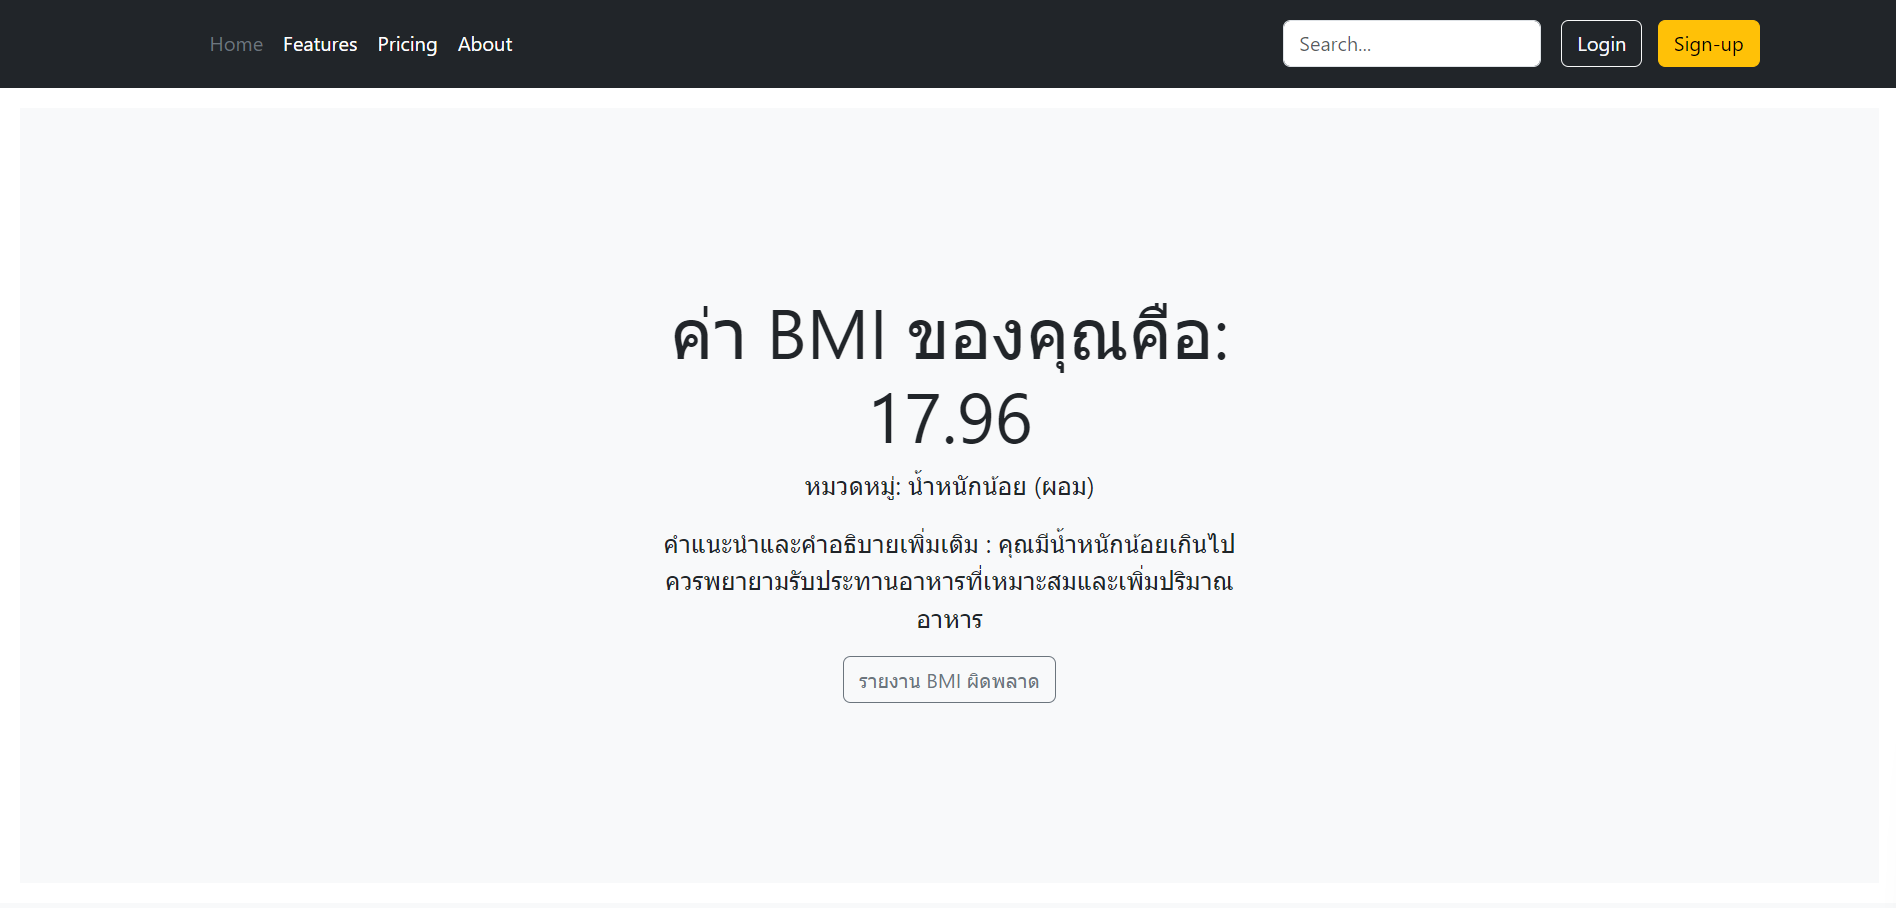 Home Features Pricing About Search... Login Sign-up
ค่า BMI ของคุณคือ:
17.96
หมวดหมู่: น้ำหนักน้อย (ผอม)
คำแนะนำและคำอธิบายเพิ่มเติม : คุณมีน้ำหนักน้อยเกินไป
ควรพยายามรับประทานอาหารที่เหมาะสมและเพิ่มปริมาณ
อาหาร
รายงาน BMI ผิดพลาด